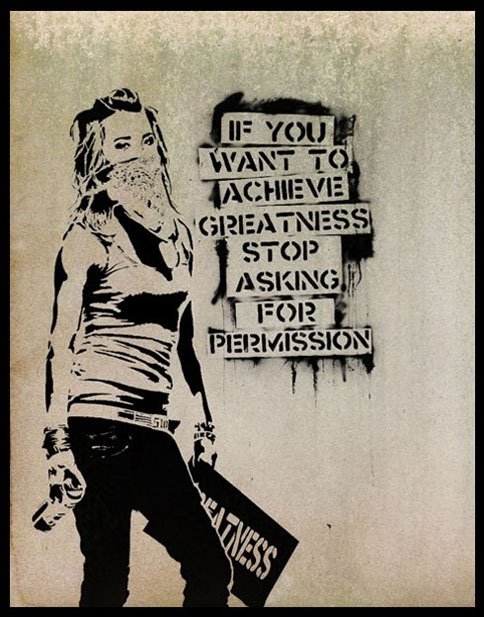 IF YOU
WANT TO
ACHIEVE
GREATNESS
STOP
ASKING
FOR
PERMISSION
EATNESS